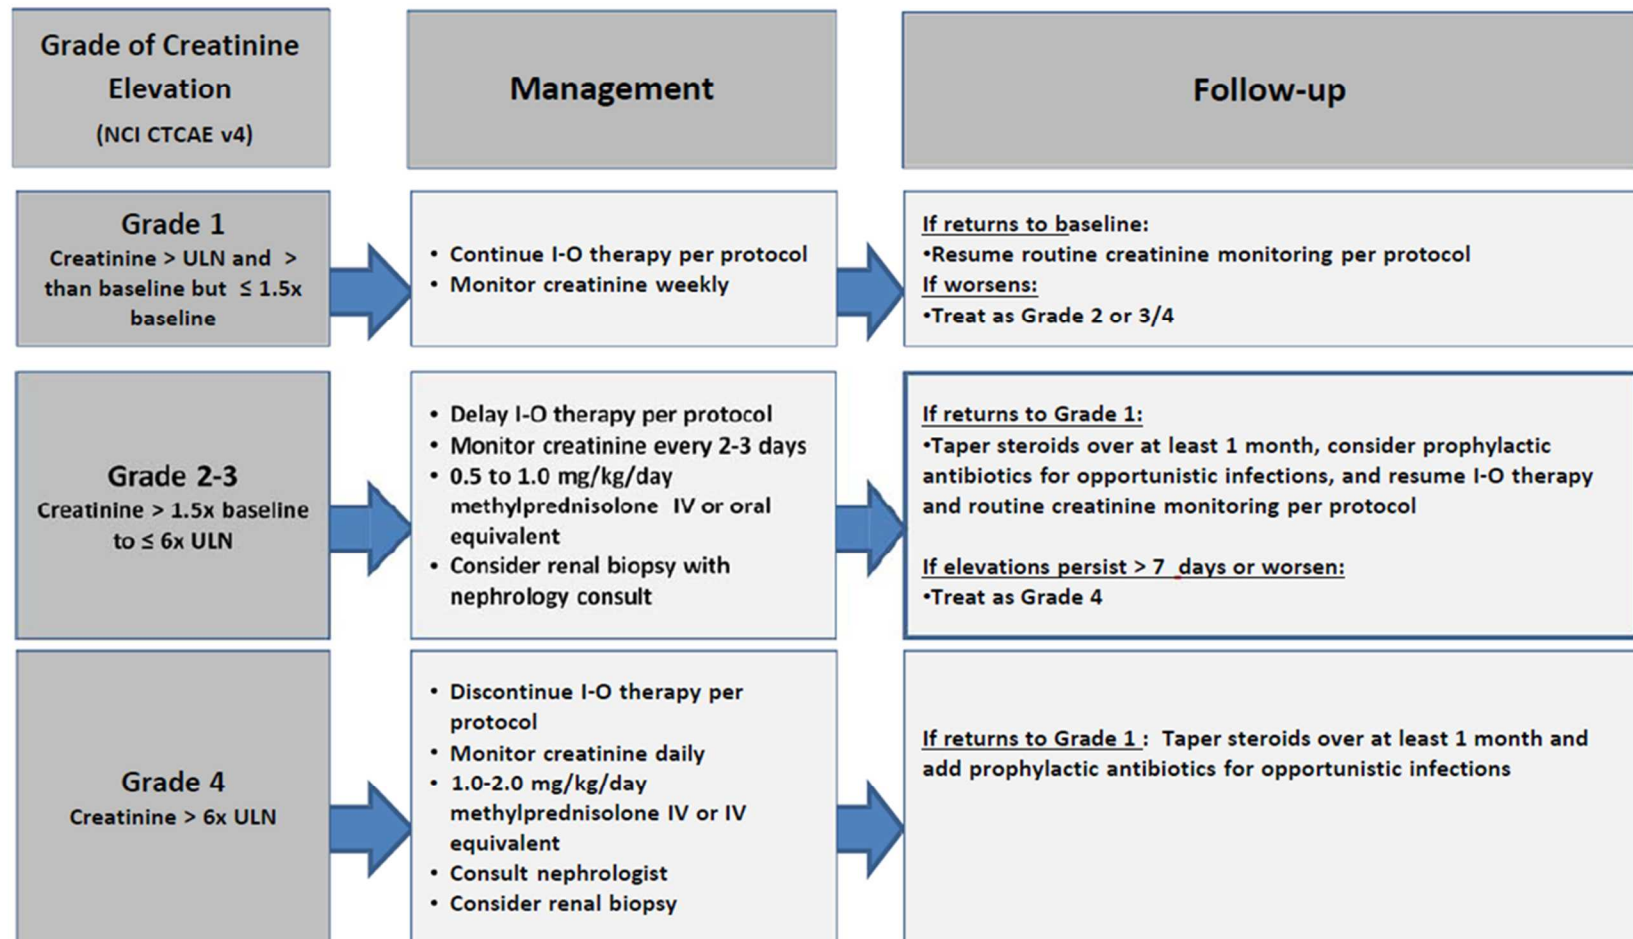 Grade of Creatinine
Elevation
(NCI CTCAE v4)
Management
Follow-up
Grade 1
Creatinine > ULN and  >
than baseline but  ≤ 1.5x
baseline
• Continue I-O therapy per protocol
• Monitor creatinine weekly
If returns to baseline:
•Resume routine creatinine monitoring per protocol
If worsens:
•Treat as Grade 2 or 3/4
Grade 2-3
Creatinine > 1.5x baseline
to ≤ 6x ULN
• Delay I-O therapy per protocol
• Monitor creatinine every 2-3 days
• 0.5 to 1.0 mg/kg/day
methylprednisolone  IV or oral
equivalent
• Consider renal biopsy with
nephrology consult
If returns to Grade 1:
•Taper steroids over at least 1 month, consider prophylactic
antibiotics for opportunistic infections, and resume I-O therapy
and routine creatinine monitoring per protocol
If elevations persist > 7 _days or worsen:
•Treat as Grade 4
Grade 4
Creatinine > 6x ULN
• Discontinue I-O therapy per
protocol
• Monitor creatinine daily
• 1.0-2.0 mg/kg/day
methylprednisolone IV or IV
equivalent
• Consult nephrologist
• Consider renal biopsy
If returns to Grade 1 :  Taper steroids over at least 1 month and
add prophylactic antibiotics for opportunistic infections